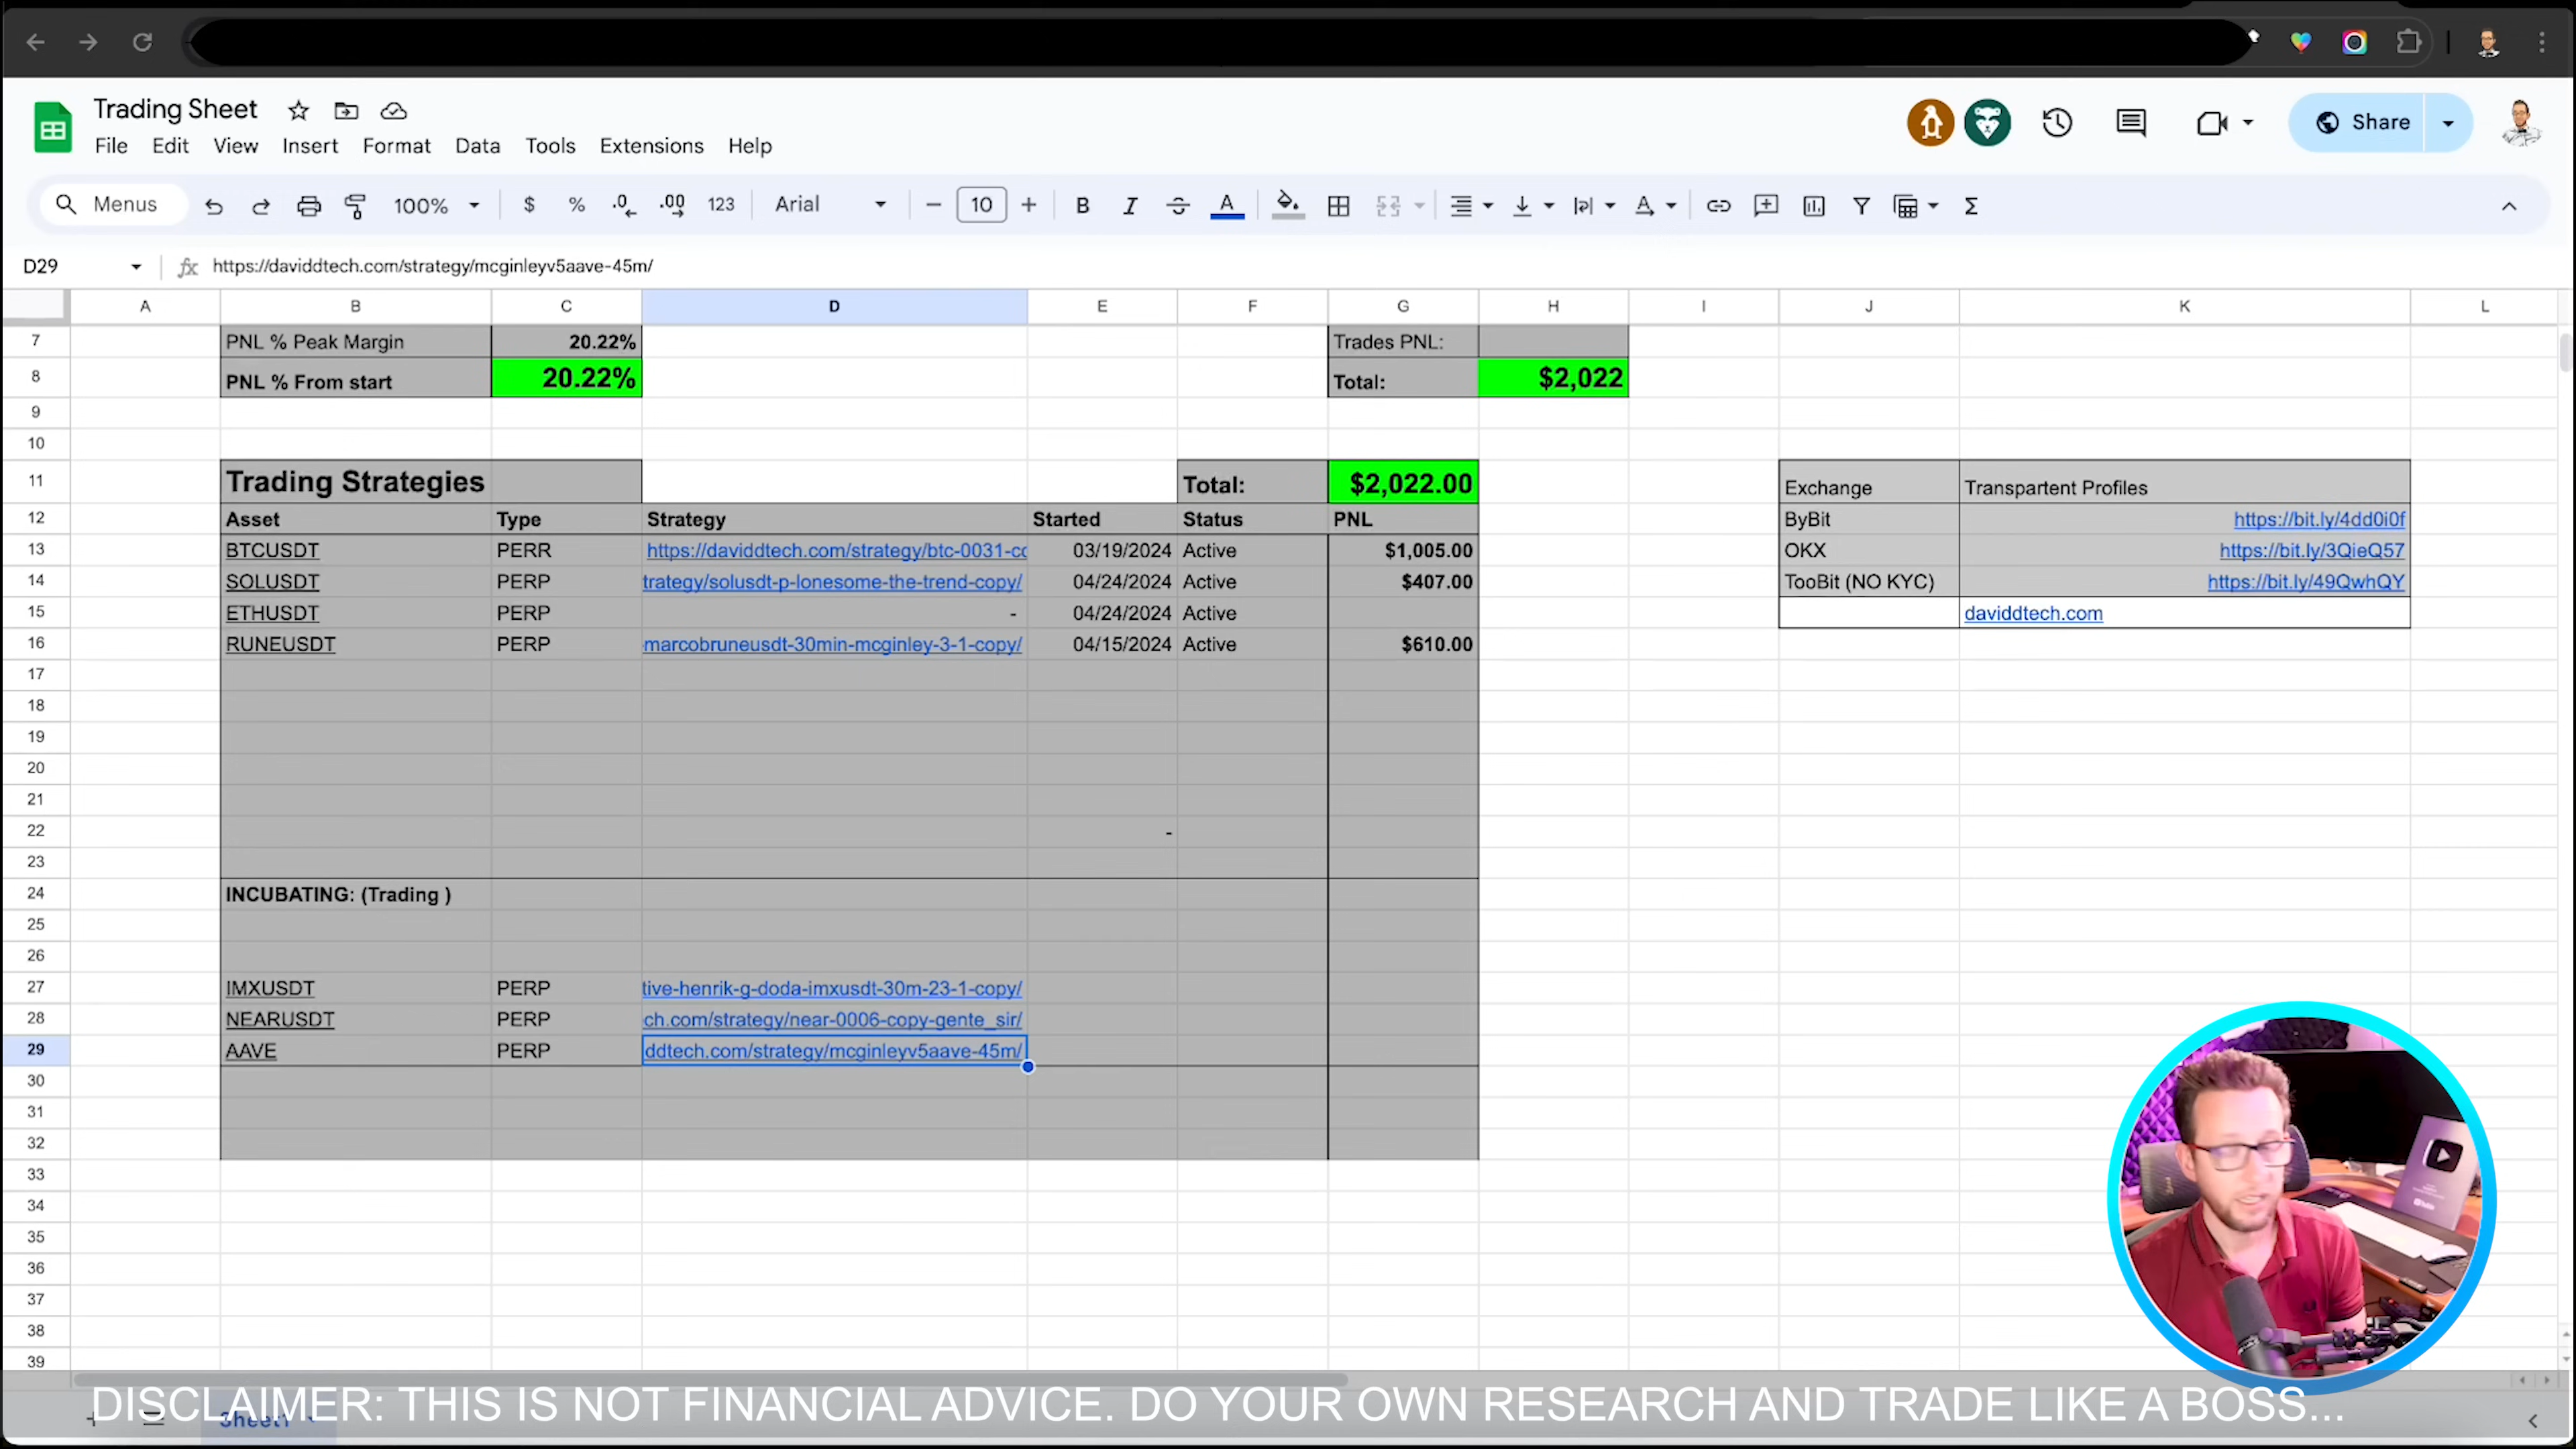 Trading Sheet
File Edit View Insert Format Data Tools Extensions Help
Share
Menus 100% $ % .0 .00 123 Arial 10 B I A Σ
D29 fx https://daviddtech.com/strategy/mcginleyv5aave-45m/
A B C D E F G H I J K L
7 PNL % Peak Margin 20.22% Trades PNL:
8 PNL % From start 20.22% Total: $2,022
9
10
11 Trading Strategies Total: $2,022.00 Exchange Transpartent Profiles
12 Asset Type Strategy Started Status PNL ByBit https://bit.ly/4dd0i0f
13 BTCUSDT PERR https://daviddtech.com/strategy/btc-0031-cc 03/19/2024 Active $1,005.00 OKX https://bit.ly/3QieQ57
14 SOLUSDT PERP trategy/solusdt-p-lonesome-the-trend-copy/ 04/24/2024 Active $407.00 TooBit (NO KYC) https://bit.ly/49QwhQY
15 ETHUSDT PERP - 04/24/2024 Active daviddtech.com
16 RUNEUSDT PERP -marcobruneusdt-30min-mcginley-3-1-copy/ 04/15/2024 Active $610.00
17
18
19
20
21
22 -
23
24 INCUBATING: (Trading )
25
26
27 IMXUSDT PERP tive-henrik-g-doda-imxusdt-30m-23-1-copy/
28 NEARUSDT PERP ch.com/strategy/near-0006-copy-gente_sir/
29 AAVE PERP ddtech.com/strategy/mcginleyv5aave-45m/
30
31
32
33
34
35
36
37
38
39
DISCLAIMER: THIS IS NOT FINANCIAL ADVICE. DO YOUR OWN RESEARCH AND TRADE LIKE A BOSS...
Sheet1